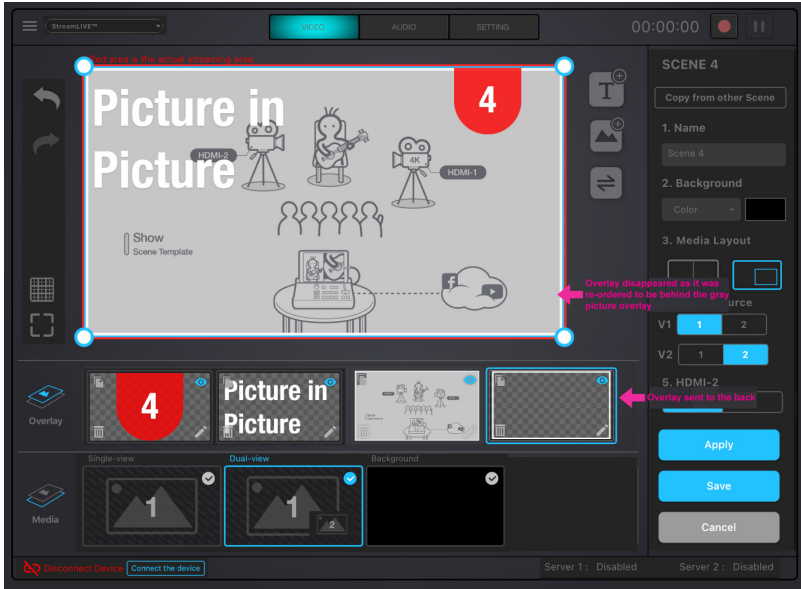 StreamLIVE™
VIDEO
AUDIO
SETTING
00:00:00
Red area is the actual streaming area
Picture in
Picture
4
HDMI-2
4K
HDMI-1
Show
Scene Template
T
Overlay disappeared as it was
re-ordered to be behind the gray
picture overlay
SCENE 4
Copy from other Scene
1. Name
Scene 4
2. Background
Color
3. Media Layout
urce
V1
1
2
V2
1
2
5. HDMI-2
Overlay sent to the back
Apply
Save
Cancel
Overlay
4
Picture in
Picture
Single-view
Dual-view
Background
Media
1
1
2
Disconnect Device
Connect the device
Server 1 : Disabled
Server 2 : Disabled